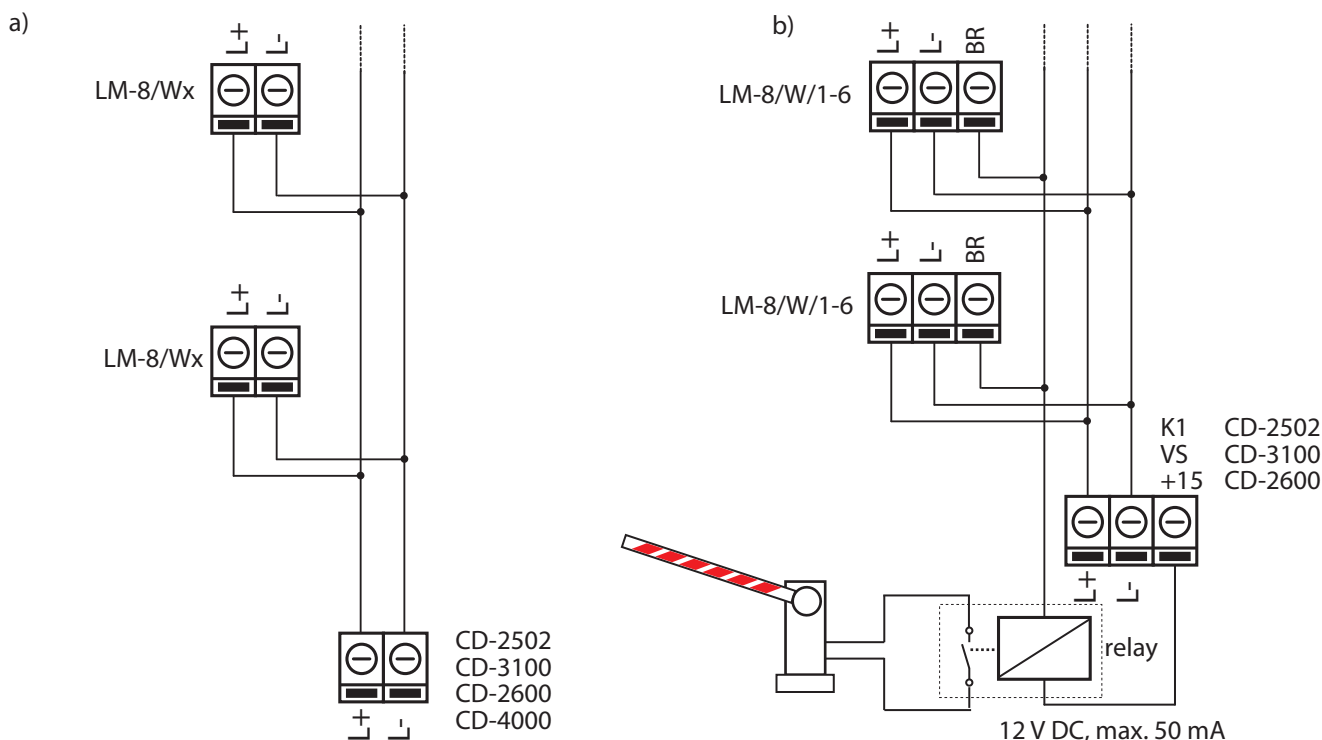 a)
L+ L-
LM-8/Wx
L+ L-
LM-8/Wx
CD-2502
CD-3100
CD-2600
CD-4000
L+ L-
b)
L+ L- BR
LM-8/W/1-6
L+ L- BR
LM-8/W/1-6
K1 CD-2502
VS CD-3100
+15 CD-2600
L+ L-
relay
12 V DC, max. 50 mA